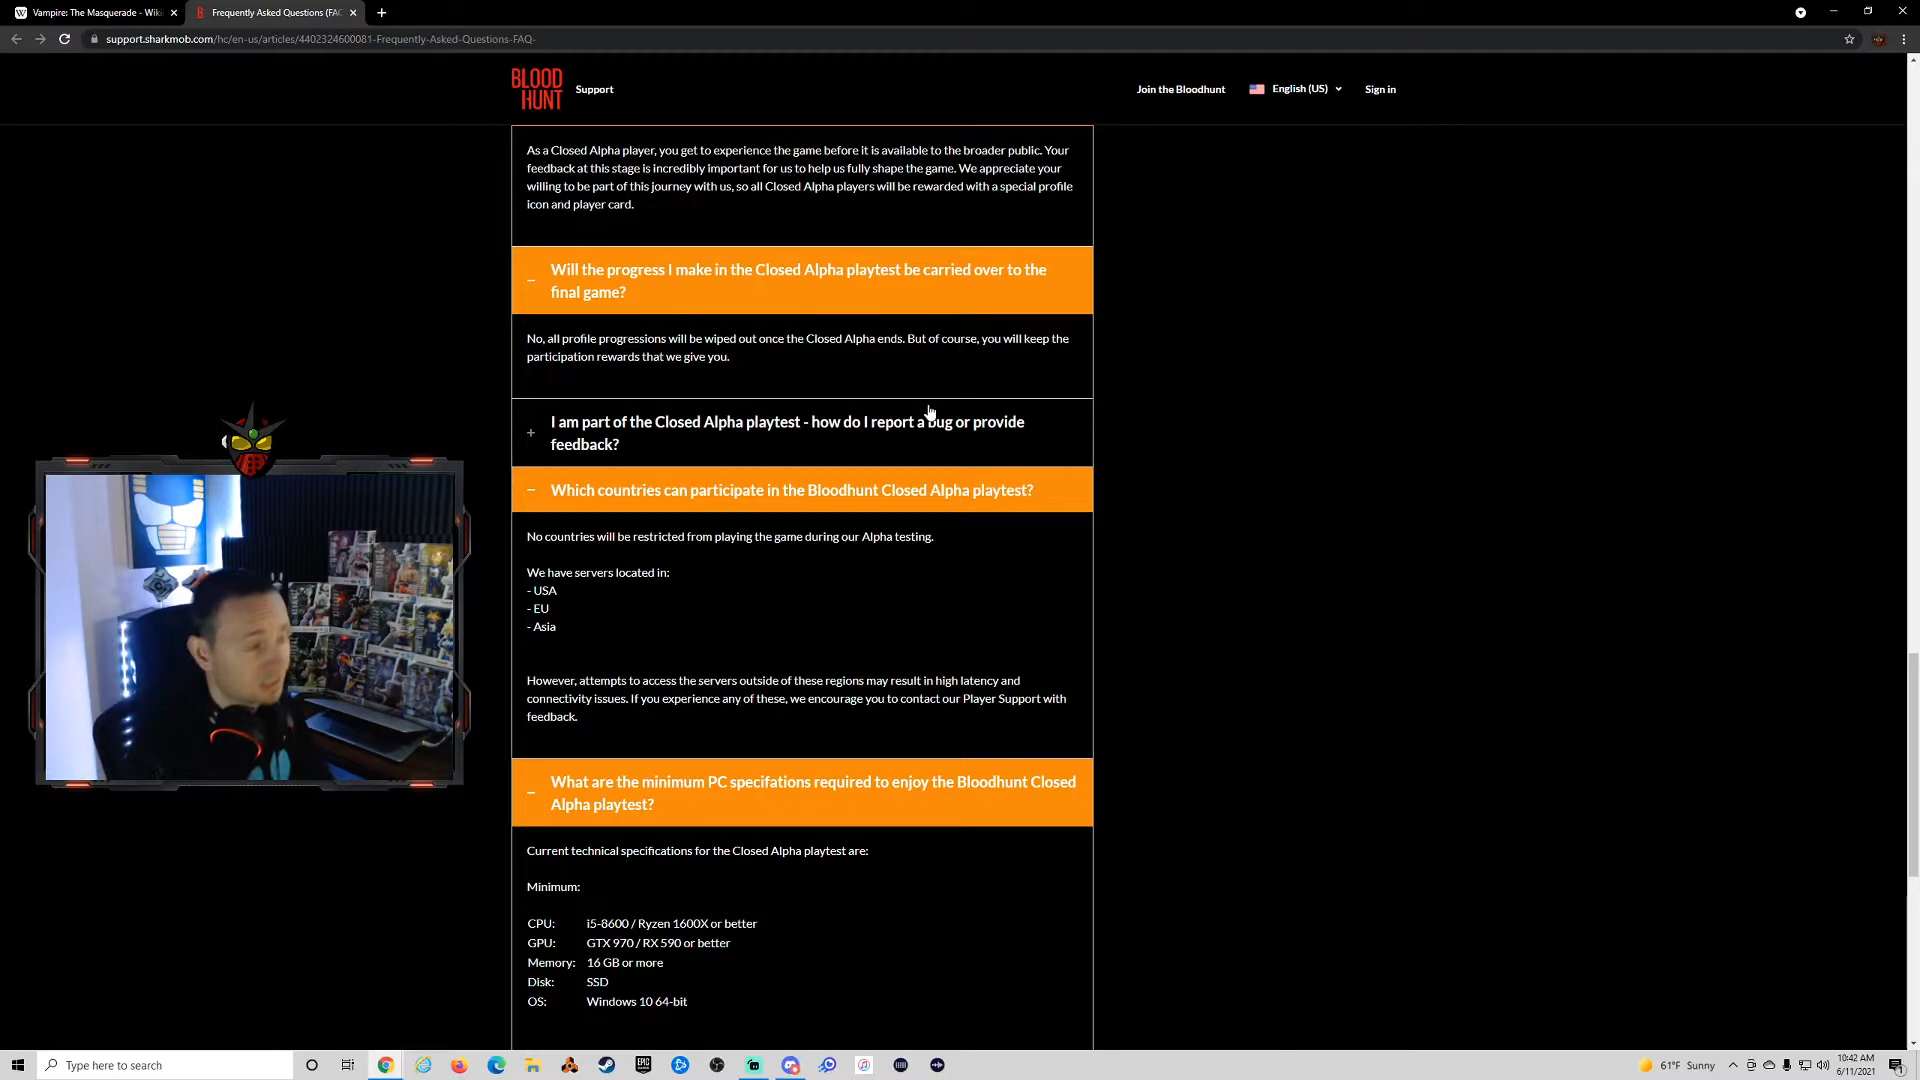 Vampire: The Masquerade - Wiki
Frequently Asked Questions (FAQ
support.sharkmob.com/hc/en-us/articles/4402324600081-Frequently-Asked-Questions-FAQ-
BLOOD
HUNT
Support
Join the Bloodhunt
English (US)
Sign in
As a Closed Alpha player, you get to experience the game before it is available to the broader public. Your
feedback at this stage is incredibly important for us to help us fully shape the game. We appreciate your
willing to be part of this journey with us, so all Closed Alpha players will be rewarded with a special profile
icon and player card.
Will the progress I make in the Closed Alpha playtest be carried over to the
final game?
No, all profile progressions will be wiped out once the Closed Alpha ends. But of course, you will keep the
participation rewards that we give you.
I am part of the Closed Alpha playtest - how do I report a bug or provide
feedback?
Which countries can participate in the Bloodhunt Closed Alpha playtest?
No countries will be restricted from playing the game during our Alpha testing.
We have servers located in:
- USA
- EU
- Asia
However, attempts to access the servers outside of these regions may result in high latency and
connectivity issues. If you experience any of these, we encourage you to contact our Player Support with
feedback.
What are the minimum PC specifations required to enjoy the Bloodhunt Closed
Alpha playtest?
Current technical specifications for the Closed Alpha playtest are:
Minimum:
CPU: i5-8600 / Ryzen 1600X or better
GPU: GTX 970 / RX 590 or better
Memory: 16 GB or more
Disk: SSD
OS: Windows 10 64-bit
Type here to search
EPIC
61°F Sunny
10:42 AM
6/11/2021